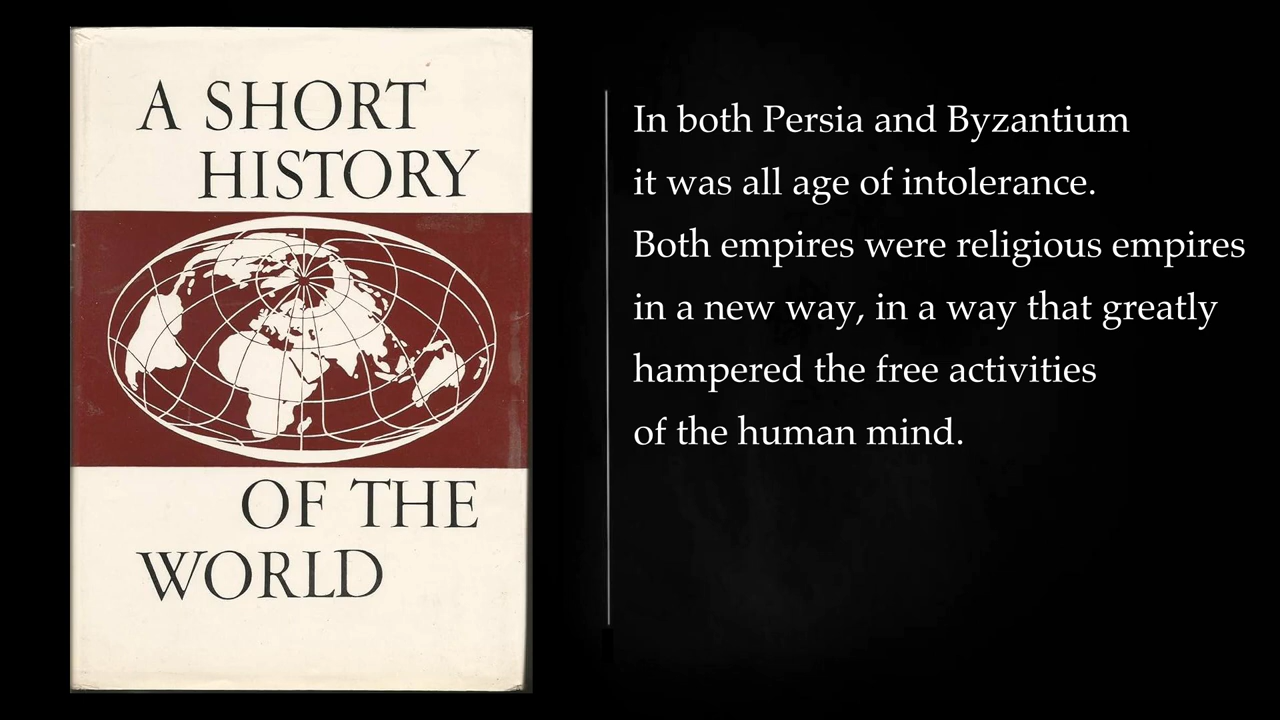 A SHORT
HISTORY
OF THE
WORLD
In both Persia and Byzantium
it was all age of intolerance.
Both empires were religious empires
in a new way, in a way that greatly
hampered the free activities
of the human mind.